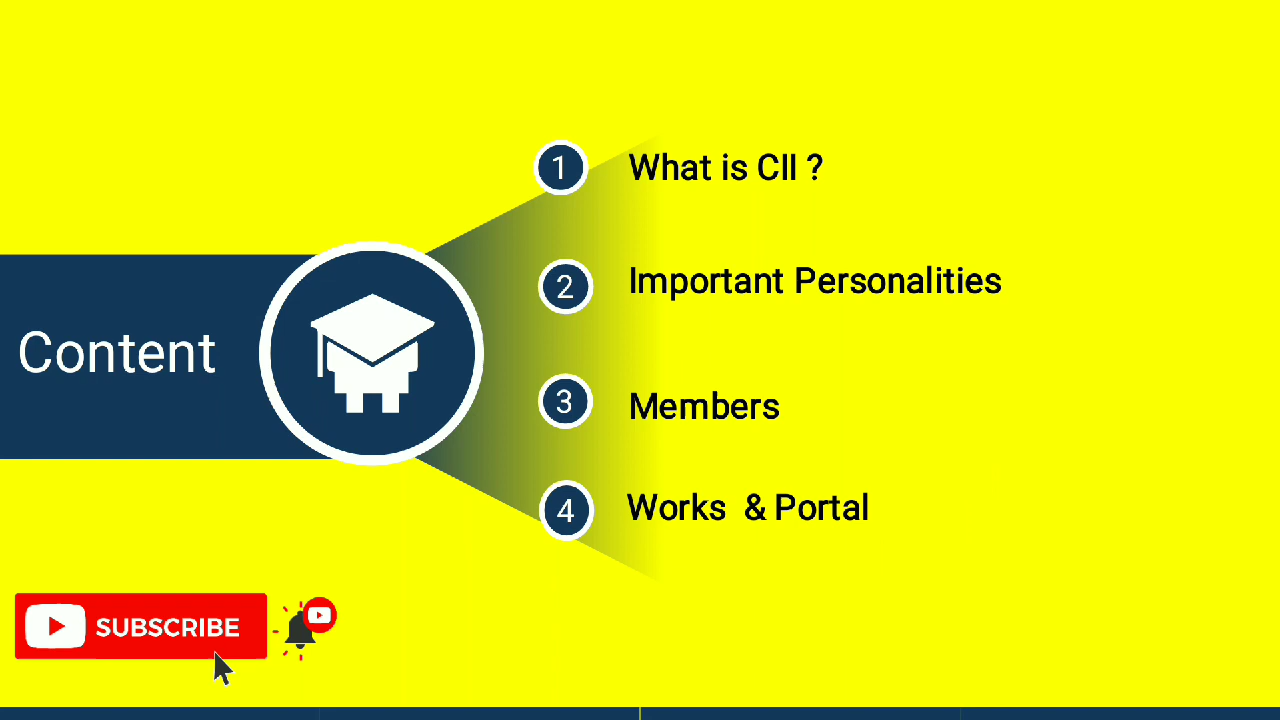 Content
1 What is CII ?
2 Important Personalities
3 Members
4 Works & Portal
SUBSCRIBE